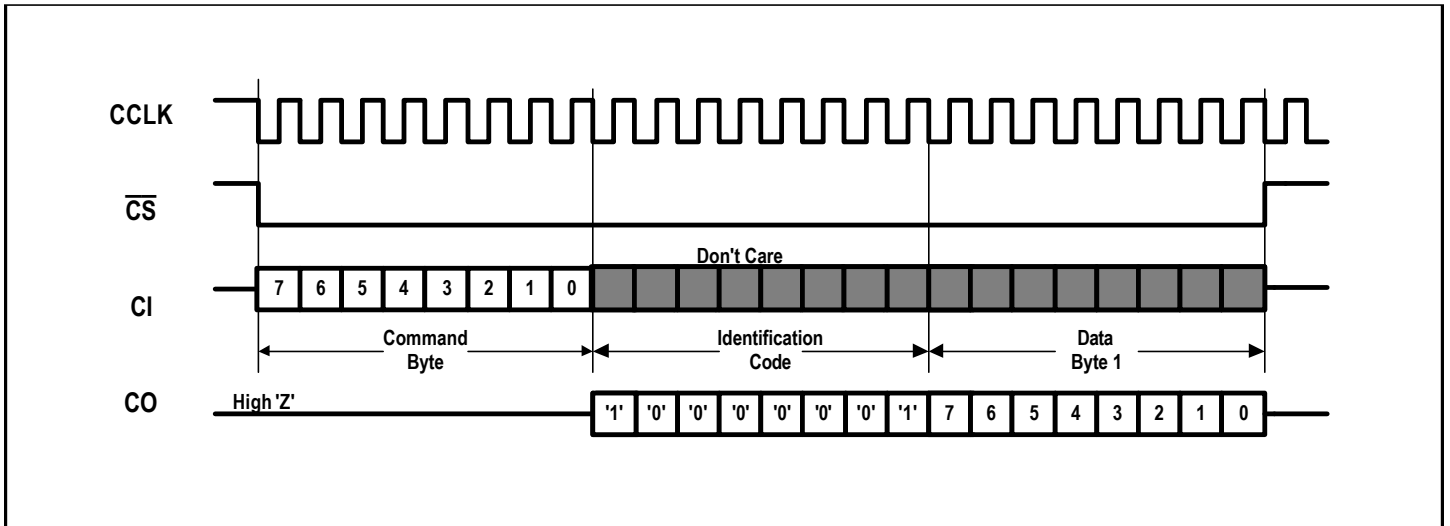 CCLK
CS
Don't Care
CI
7 6 5 4 3 2 1 0
Command
Byte
Identification
Code
Data
Byte 1
CO
High 'Z'
'1' '0' '0' '0' '0' '0' '0' '1' 7 6 5 4 3 2 1 0